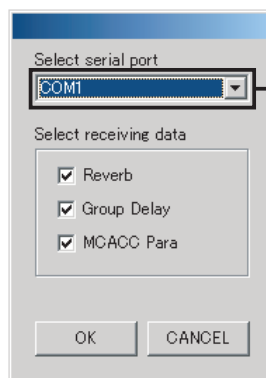 Select serial port
COM1
Select receiving data
Reverb
Group Delay
MCACC Para
OK CANCEL